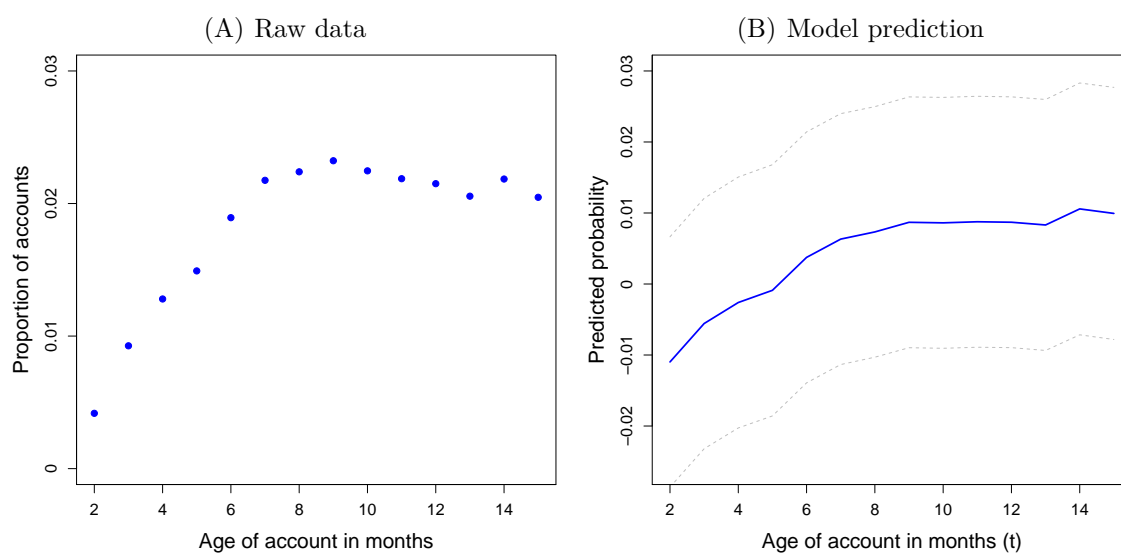 (A) Raw data
0.03
0.02
0.01
0
Proportion of accounts
2 4 6 8 10 12 14
Age of account in months
(B) Model prediction
0.03
0.02
0.01
0
−0.01
−0.02
Predicted probability
2 4 6 8 10 12 14
Age of account in months (t)